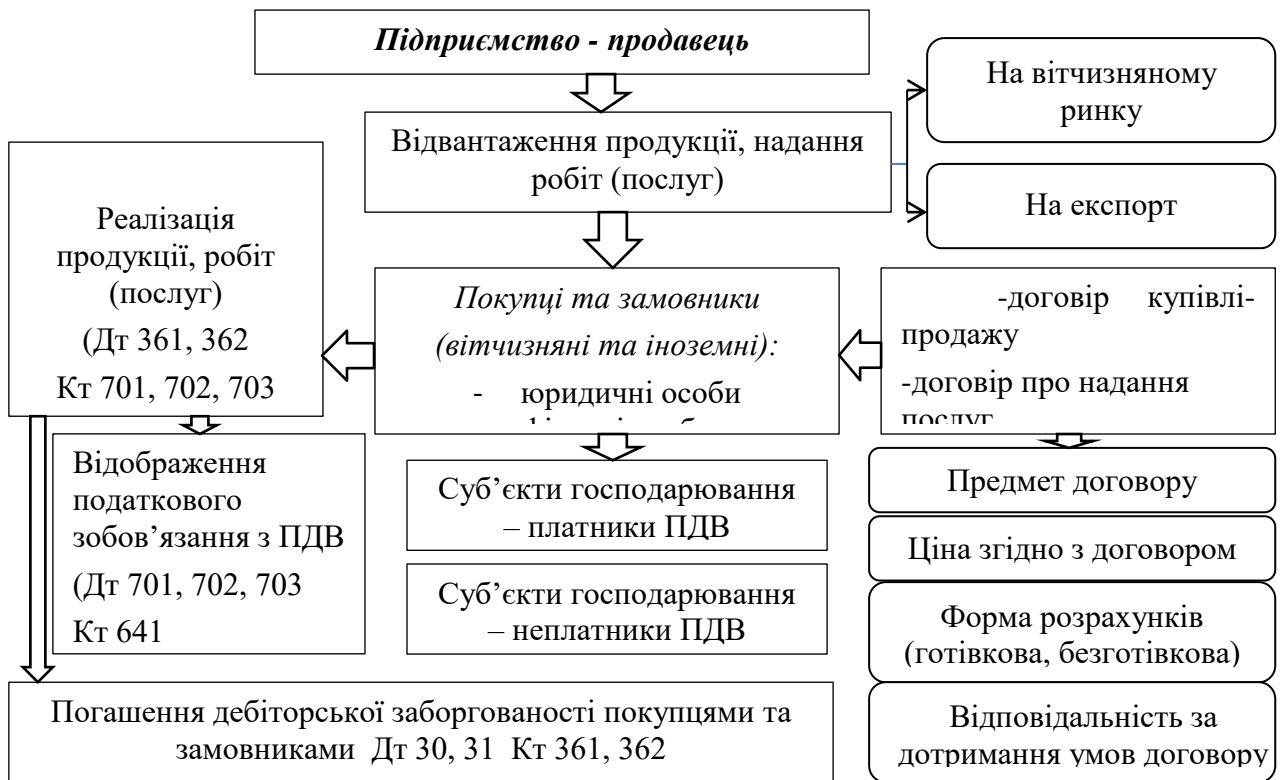 Підприємство - продавець
На вітчизняному
ринку
Відвантаження продукції, надання
робіт (послуг)
На експорт
Реалізація
продукції, робіт
(послуг)
(Дт 361, 362
Кт 701, 702, 703
Покупці та замовники
(вітчизняні та іноземні):
- юридичні особи
-договір купівлі-
продажу
-договір про надання
послуг
Відображення
податкового
зобов’язання з ПДВ
(Дт 701, 702, 703
Кт 641
Суб’єкти господарювання
– платники ПДВ
Суб’єкти господарювання
– неплатники ПДВ
Предмет договору
Ціна згідно з договором
Форма розрахунків
(готівкова, безготівкова)
Відповідальність за
дотримання умов договору
Погашення дебіторської заборгованості покупцями та
замовниками Дт 30, 31 Кт 361, 362